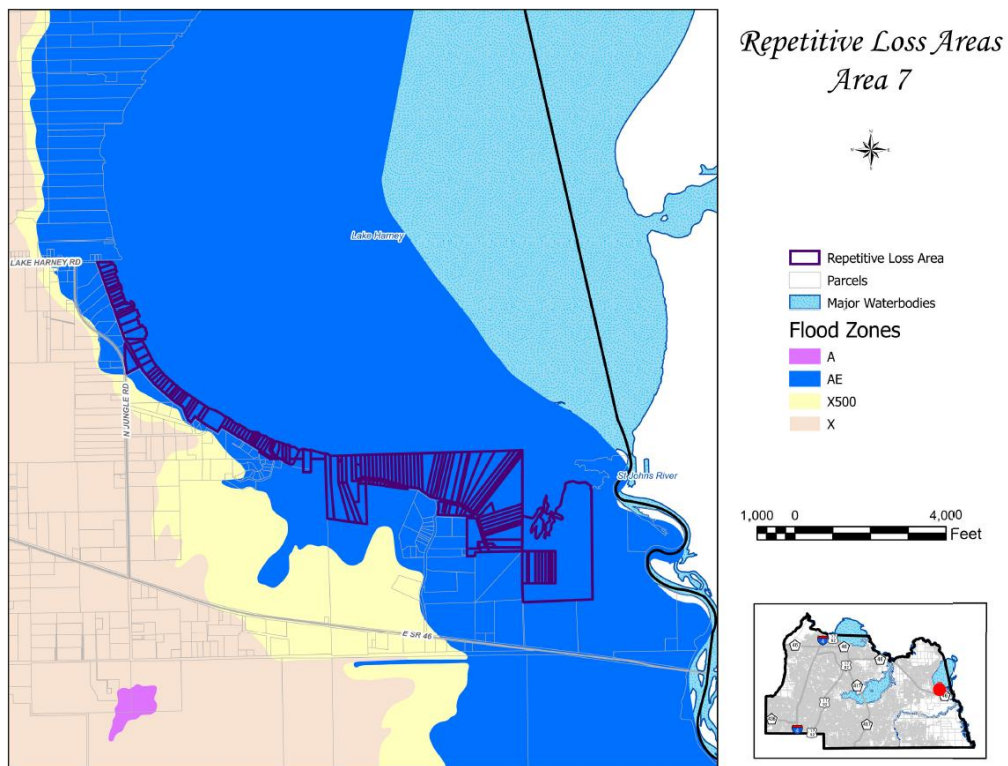 Repetitive Loss Areas
Area 7
Lake Harney
LAKE HARNEY RD
N JUNGLE RD
St Johns River
E SR 46
Repetitive Loss Area
Parcels
Major Waterbodies
Flood Zones
A
AE
X500
X
1,000 0 4,000
Feet